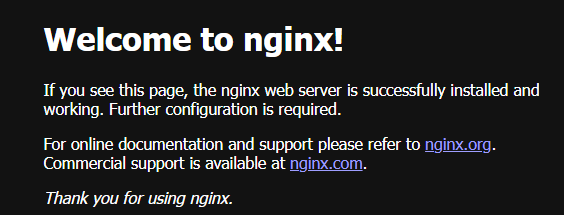 Welcome to nginx!
If you see this page, the nginx web server is successfully installed and
working. Further configuration is required.
For online documentation and support please refer to nginx.org.
Commercial support is available at nginx.com.
Thank you for using nginx.